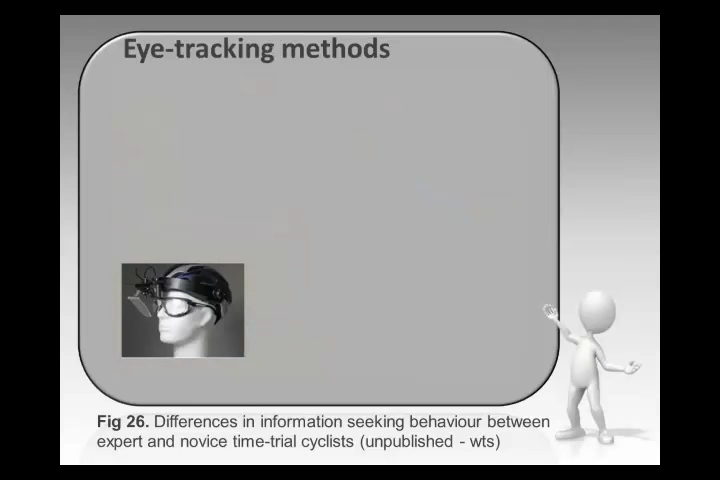 Eye-tracking methods
Fig 26. Differences in information seeking behaviour between
expert and novice time-trial cyclists (unpublished - wts)